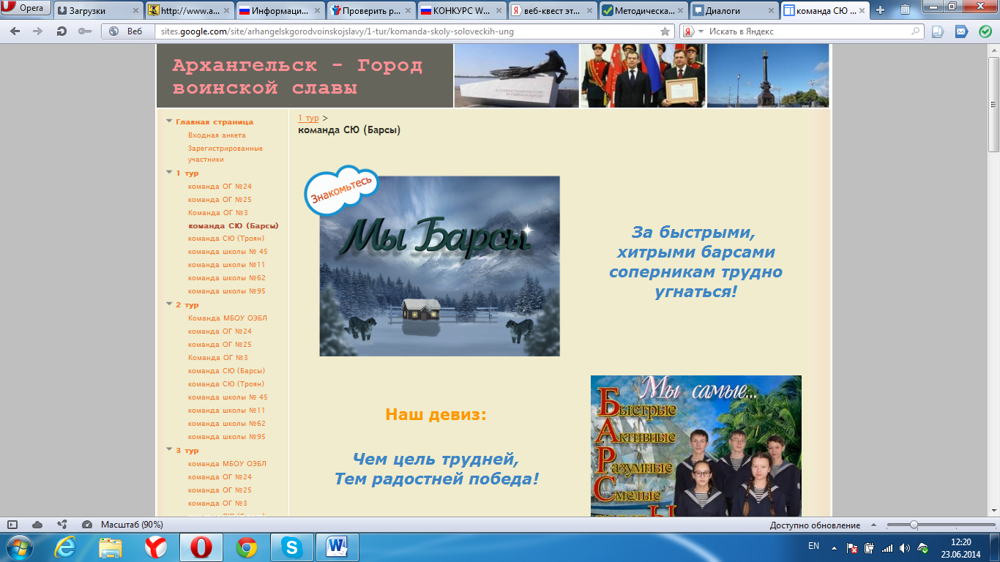 Opera
Загрузки
http://www.a...
Информаци...
Проверить р...
КОНКУРС W...
веб-квест эт...
Методическа...
Диалоги
команда СЮ ...
Веб
sites.google.com/site/arhangelskgorodvoinskojslavy/1-tur/komanda-skoly-soloveckih-ung
Искать в Яндекс
Архангельск - Город
воинской славы
Главная страница
Входная анкета
Зарегистрированные
участники
1 тур
команда ОГ №24
команда ОГ №25
Команда ОГ №3
команда СЮ (Барсы)
команда СЮ (Троян)
команда школы № 45
команда школы №11
команда школы №62
команда школы №95
2 тур
Команда МБОУ ОЭБЛ
команда ОГ №24
команда ОГ №25
Команда ОГ №3
команда СЮ (Барсы)
команда СЮ (Троян)
команда школы № 45
команда школы №11
команда школы №62
команда школы №95
3 тур
команда МБОУ ОЭБЛ
команда ОГ №24
команда ОГ №25
команда ОГ №3
1 тур >
команда СЮ (Барсы)
Знакомьтесь
Мы Барсы
За быстрыми,
хитрыми барсами
соперникам трудно
угнаться!
Наш девиз:
Чем цель трудней,
Тем радостней победа!
Мы самые...
Быстрые
Активные
Разумные
Смелые
Масштаб (90%)
Доступно обновление
EN
12:20
23.06.2014